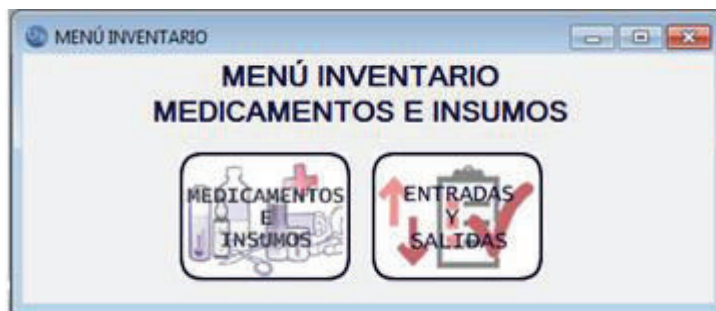 MENÚ INVENTARIO
MENÚ INVENTARIO
MEDICAMENTOS E INSUMOS
MEDICAMENTOS
E
INSUMOS
ENTRADAS
Y
SALIDAS